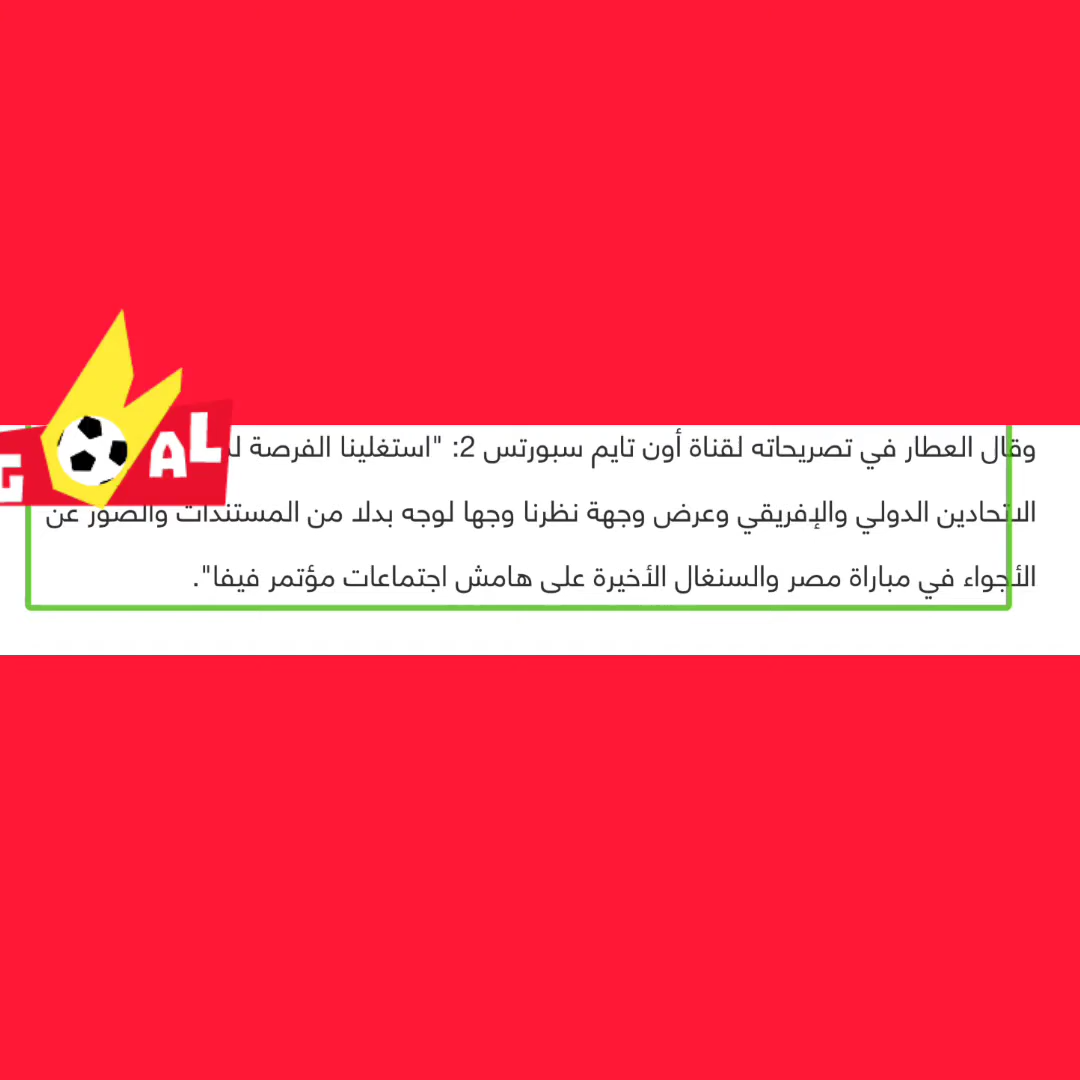 وقال العطار في تصريحاته لقناة أون تايم سبورتس 2: "استغلينا الفرصة
الاتحادين الدولي والإفريقي وعرض وجهة نظرنا وجها لوجه بدلا من المستندات والصور عن
الأجواء في مباراة مصر والسنغال الأخيرة على هامش اجتماعات مؤتمر فيفا".
G AL